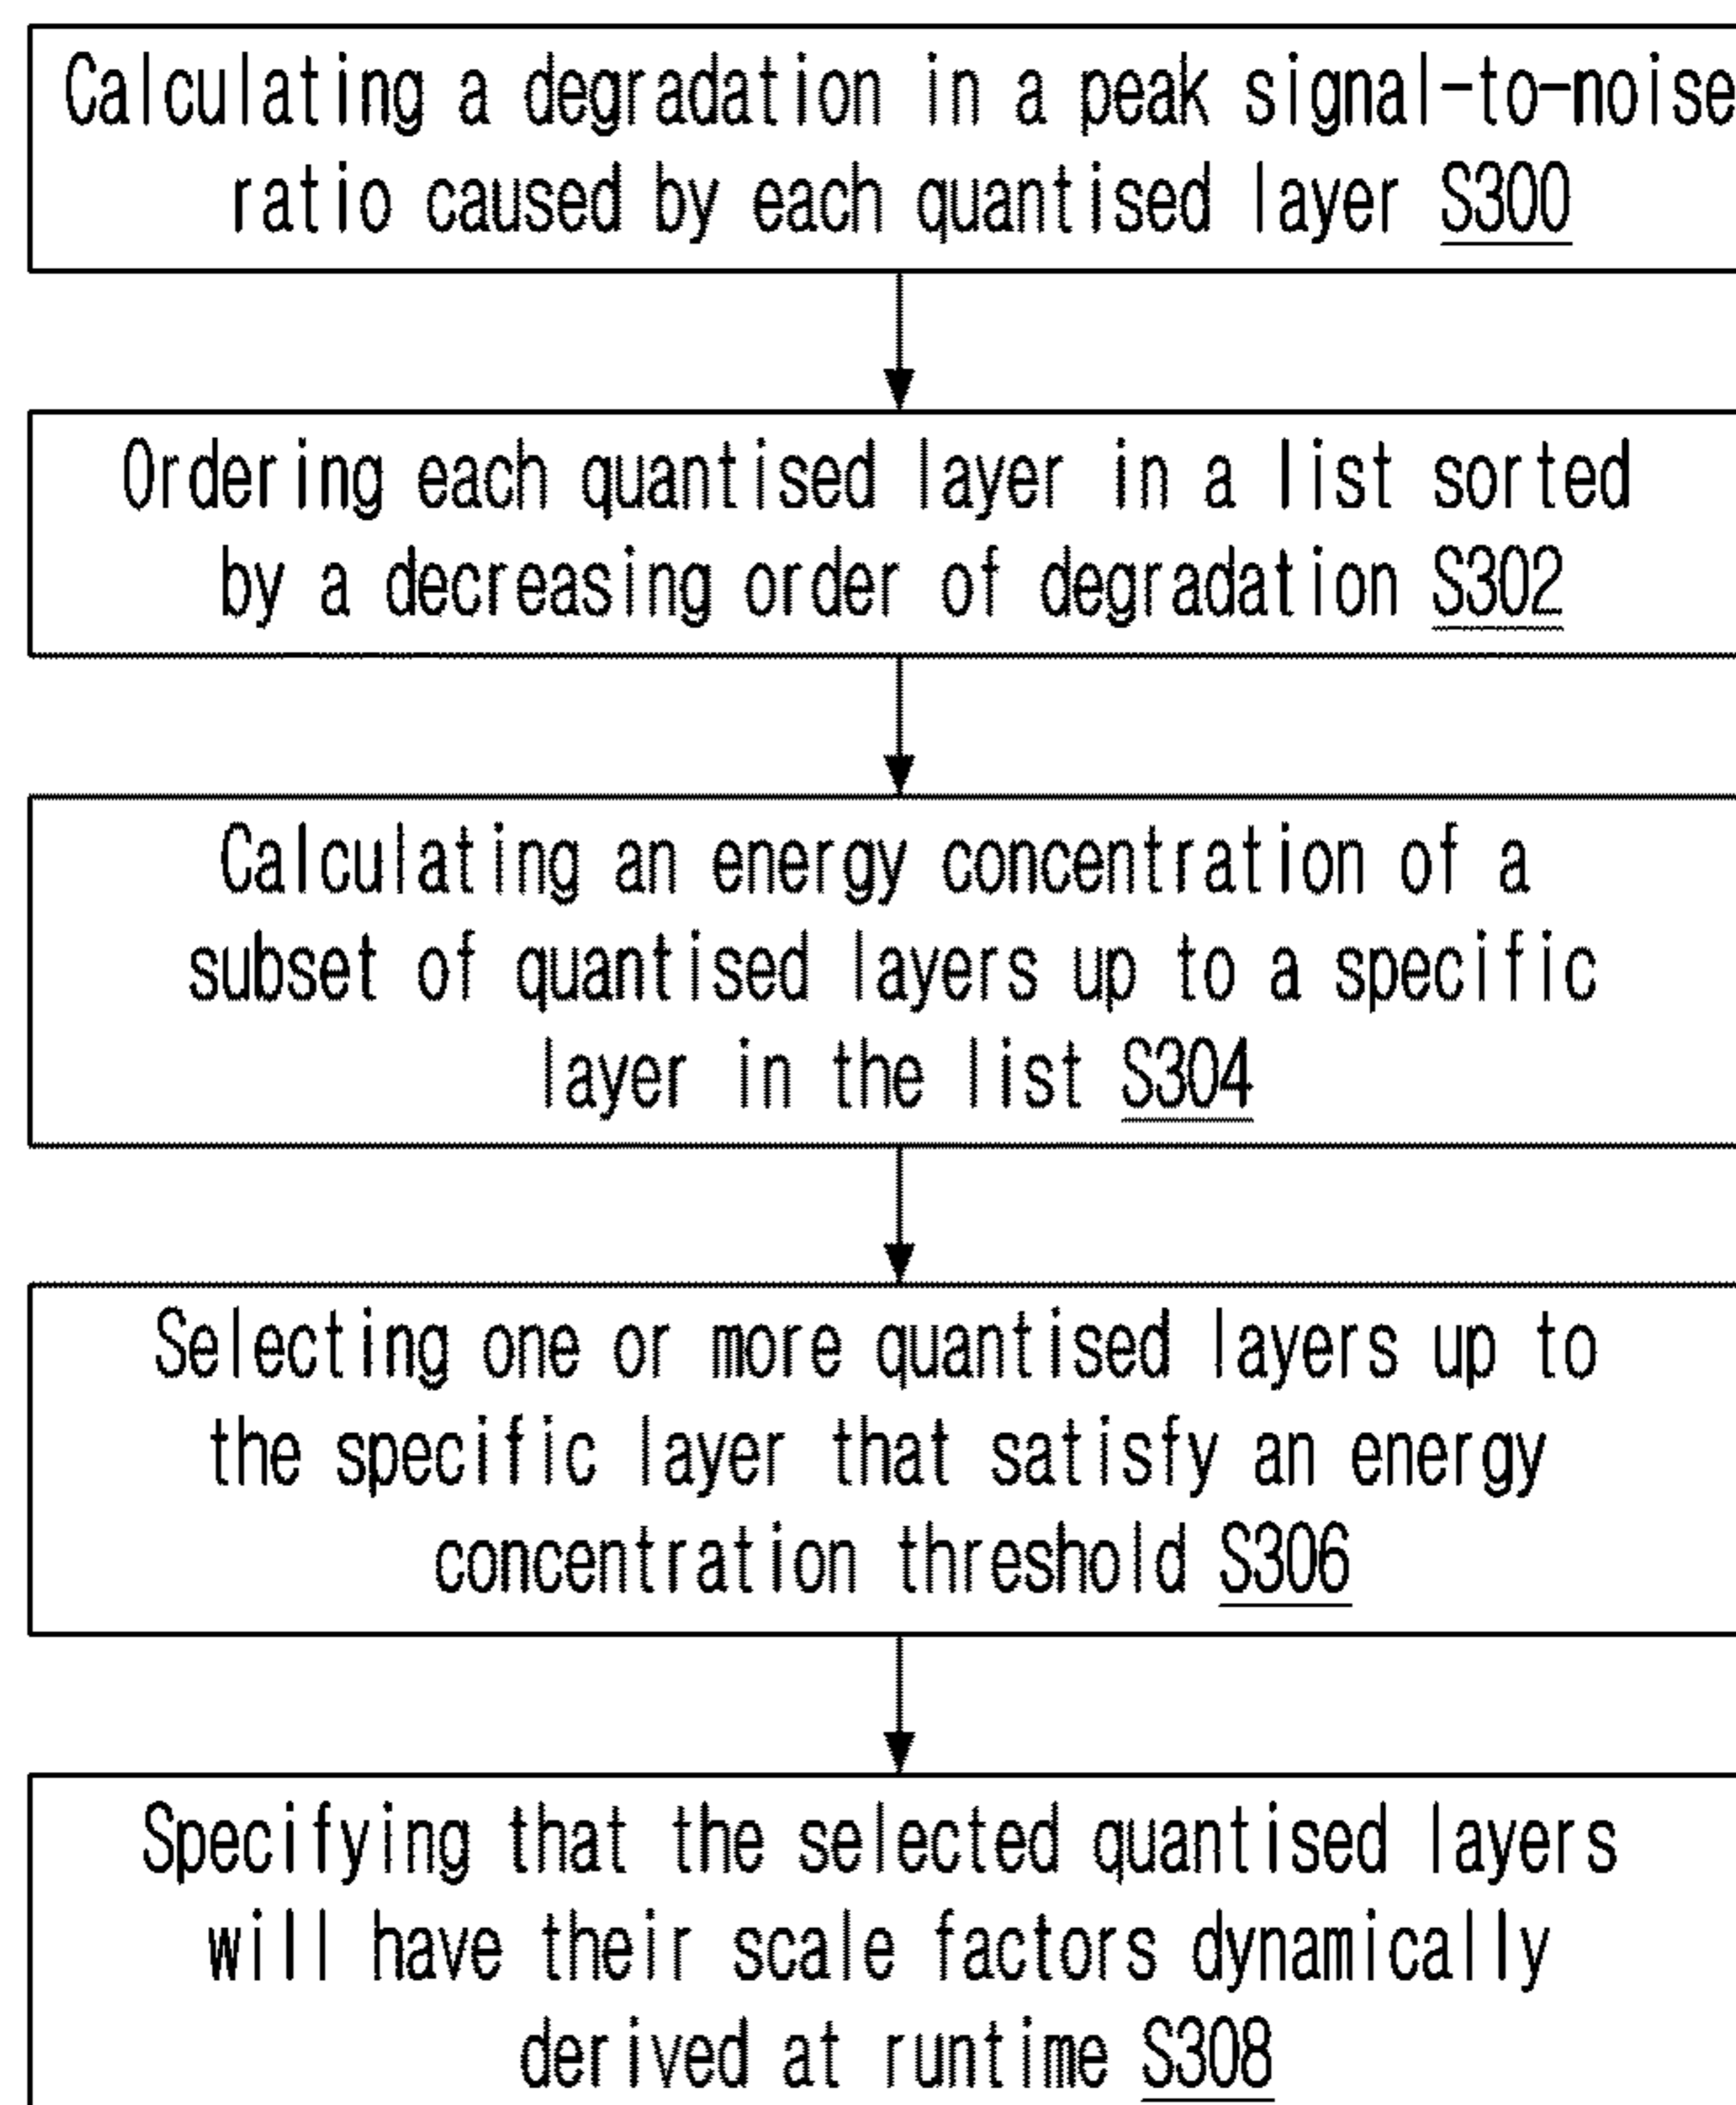 Calculating a degradation in a peak signal-to-noise
ratio caused by each quantised layer S300
Ordering each quantised layer in a list sorted
by a decreasing order of degradation S302
Calculating an energy concentration of a
subset of quantised layers up to a specific
layer in the list S304
Selecting one or more quantised layers up to
the specific layer that satisfy an energy
concentration threshold S306
Specifying that the selected quantised layers
will have their scale factors dynamically
derived at runtime S308